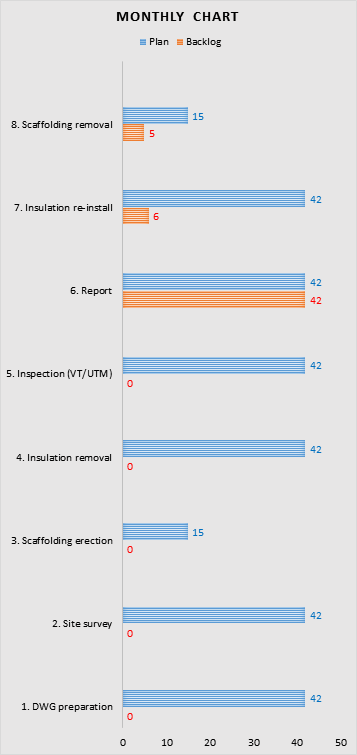 MONTHLY CHART
Plan Backlog
8. Scaffolding removal 15
5
7. Insulation re-install 42
6
6. Report 42
42
5. Inspection (VT/UTM) 42
0
4. Insulation removal 42
0
3. Scaffolding erection 15
0
2. Site survey 42
0
1. DWG preparation 42
0
0 10 20 30 40 50